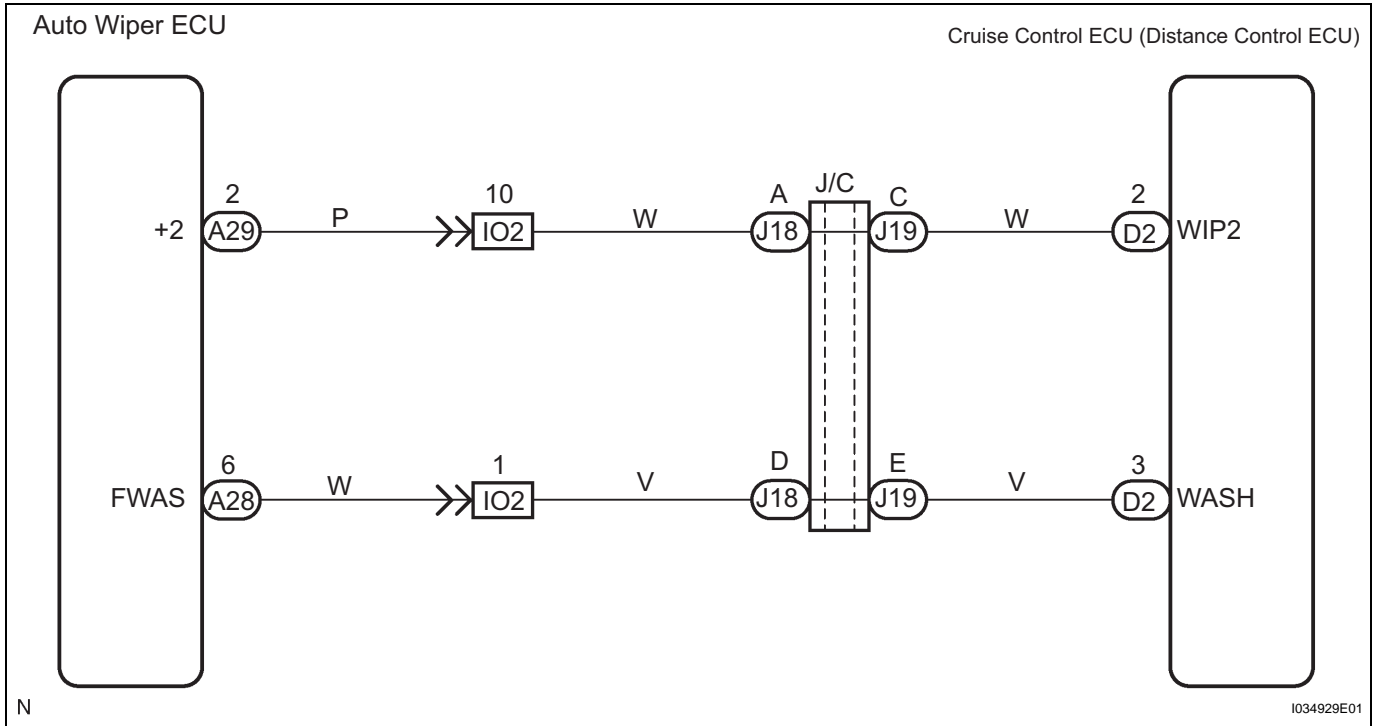 Auto Wiper ECU
Cruise Control ECU (Distance Control ECU)
2 10 A J/C C 2
+2 A29 P IO2 W J18 J19 W D2 WIP2
6 1 D E 3
FWAS A28 W IO2 V J18 J19 V D2 WASH
N I034929E01